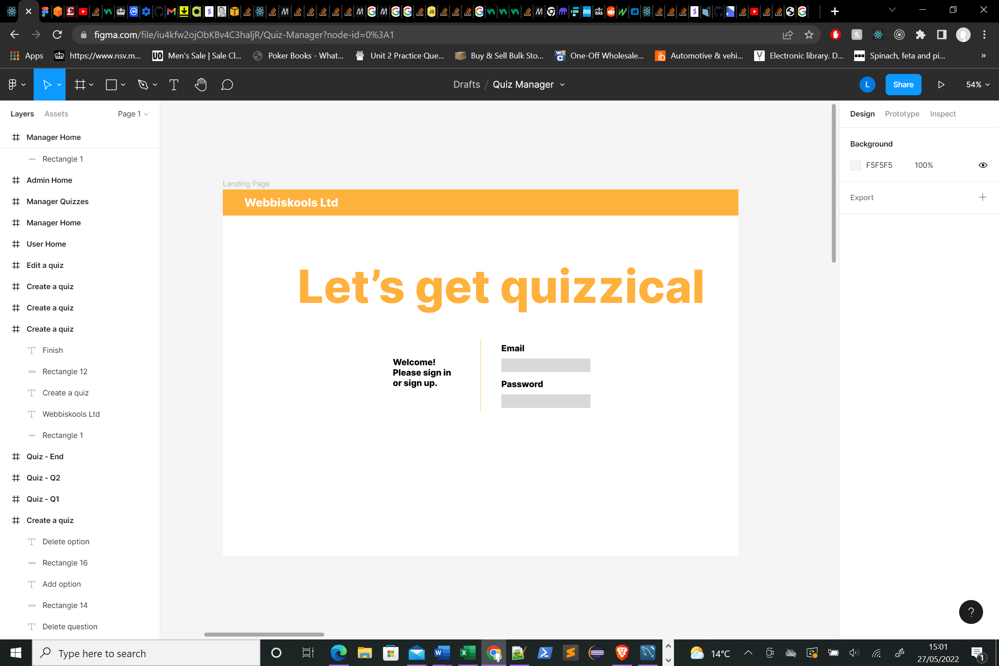 figma.com/file/iu4kfw2ojObKBv4C3haljR/Quiz-Manager?node-id=0%3A1
Apps
https://www.nsv.m...
UO Men's Sale | Sale Cl...
Poker Books - What...
Unit 2 Practice Que...
Buy & Sell Bulk Sto...
One-Off Wholesale...
ib Automotive & vehi...
Electronic library. D...
Spinach, feta and pi...
»
Drafts / Quiz Manager
L
Share
54%
Layers
Assets
Page 1
Manager Home
Rectangle 1
Admin Home
Manager Quizzes
Manager Home
User Home
Edit a quiz
Create a quiz
Create a quiz
Create a quiz
Finish
Rectangle 12
Create a quiz
Webbiskools Ltd
Rectangle 1
Quiz - End
Quiz - Q2
Quiz - Q1
Create a quiz
Delete option
Rectangle 16
Add option
Rectangle 14
Delete question
Landing Page
Webbiskools Ltd
Let’s get quizzical
Welcome!
Please sign in
or sign up.
Email
Password
Design
Prototype
Inspect
Background
F5F5F5
100%
Export
?
Type here to search
14°C
15:01
27/05/2022
1